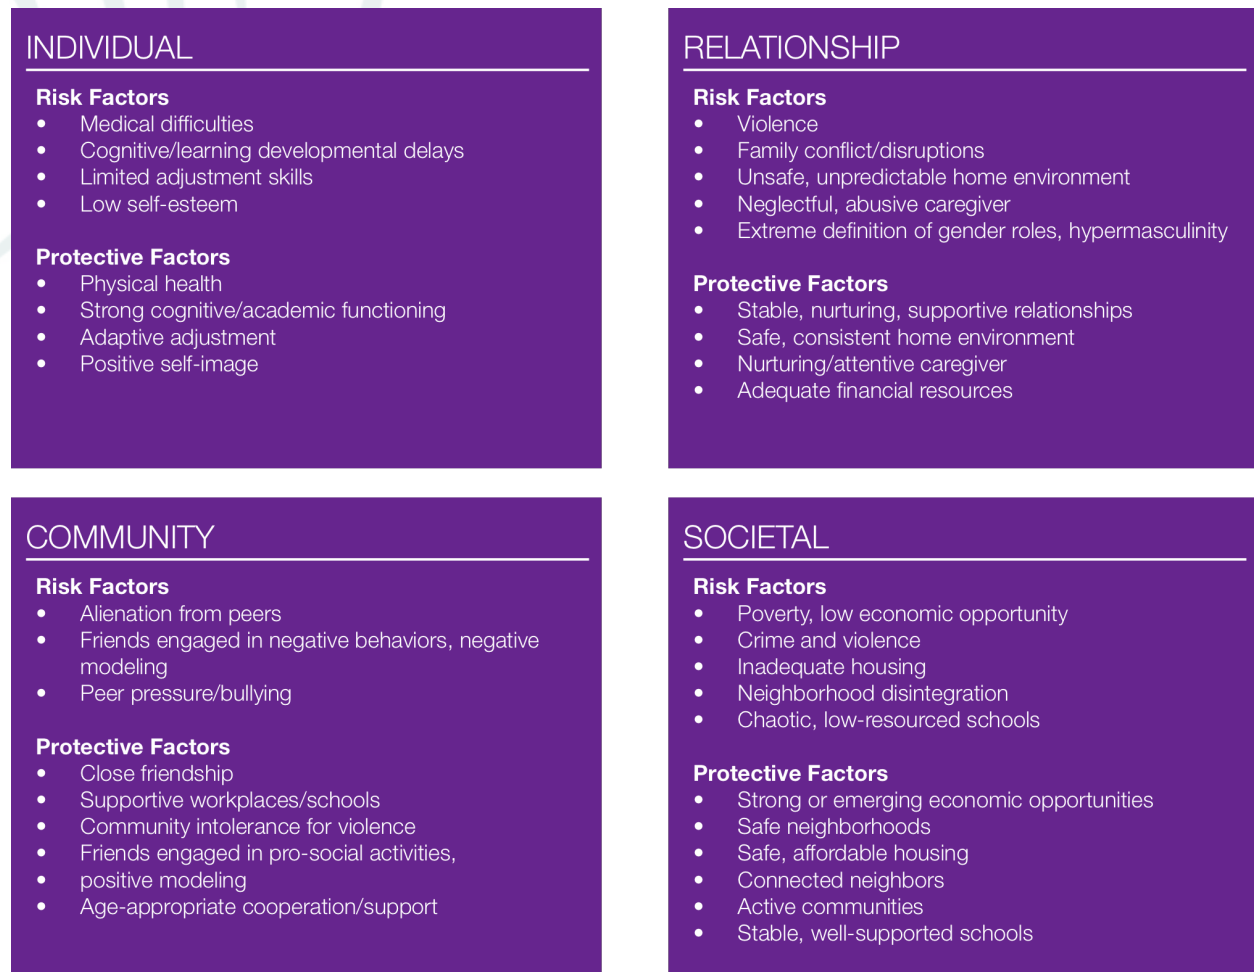 INDIVIDUAL
Risk Factors
• Medical difficulties
• Cognitive/learning developmental delays
• Limited adjustment skills
• Low self-esteem
Protective Factors
• Physical health
• Strong cognitive/academic functioning
• Adaptive adjustment
• Positive self-image
RELATIONSHIP
Risk Factors
• Violence
• Family conflict/disruptions
• Unsafe, unpredictable home environment
• Neglectful, abusive caregiver
• Extreme definition of gender roles, hypermasculinity
Protective Factors
• Stable, nurturing, supportive relationships
• Safe, consistent home environment
• Nurturing/attentive caregiver
• Adequate financial resources
COMMUNITY
Risk Factors
• Alienation from peers
• Friends engaged in negative behaviors, negative
modeling
• Peer pressure/bullying
Protective Factors
• Close friendship
• Supportive workplaces/schools
• Community intolerance for violence
• Friends engaged in pro-social activities,
• positive modeling
• Age-appropriate cooperation/support
SOCIETAL
Risk Factors
• Poverty, low economic opportunity
• Crime and violence
• Inadequate housing
• Neighborhood disintegration
• Chaotic, low-resourced schools
Protective Factors
• Strong or emerging economic opportunities
• Safe neighborhoods
• Safe, affordable housing
• Connected neighbors
• Active communities
• Stable, well-supported schools